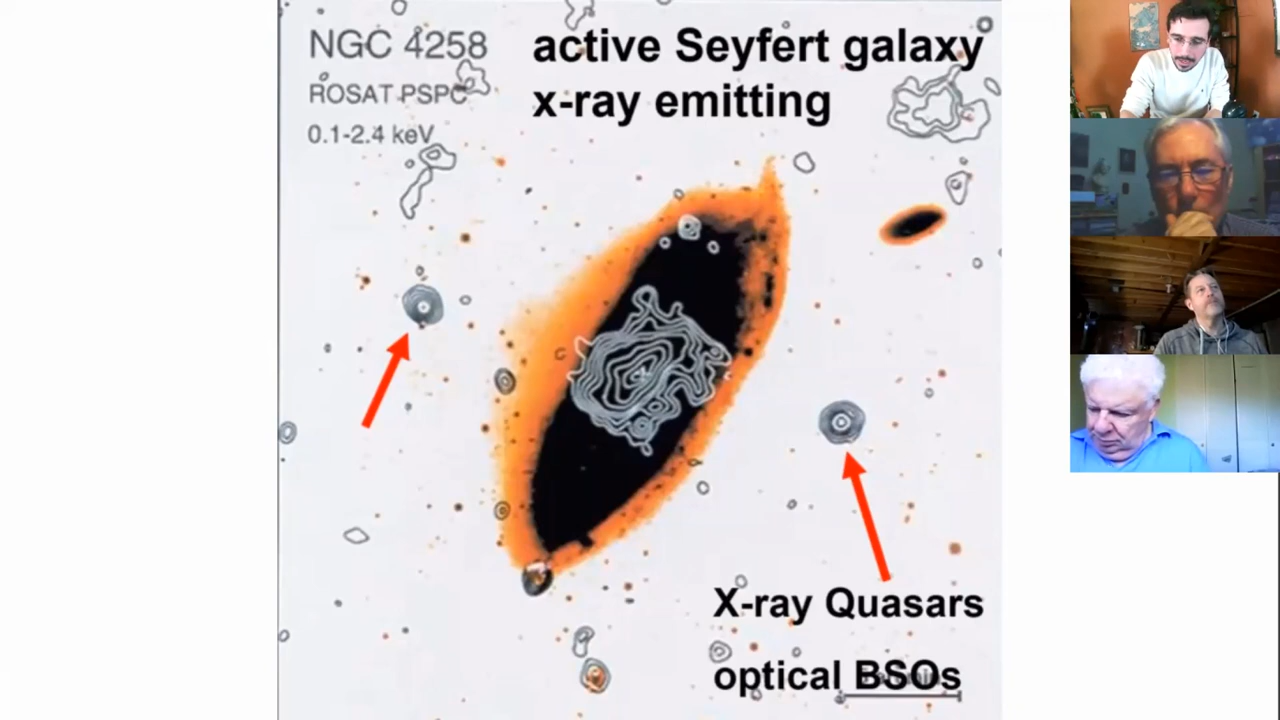 NGC 4258
active Seyfert galaxy
ROSAT PSPC
x-ray emitting
0.1-2.4 keV
X-ray Quasars
optical BSOs